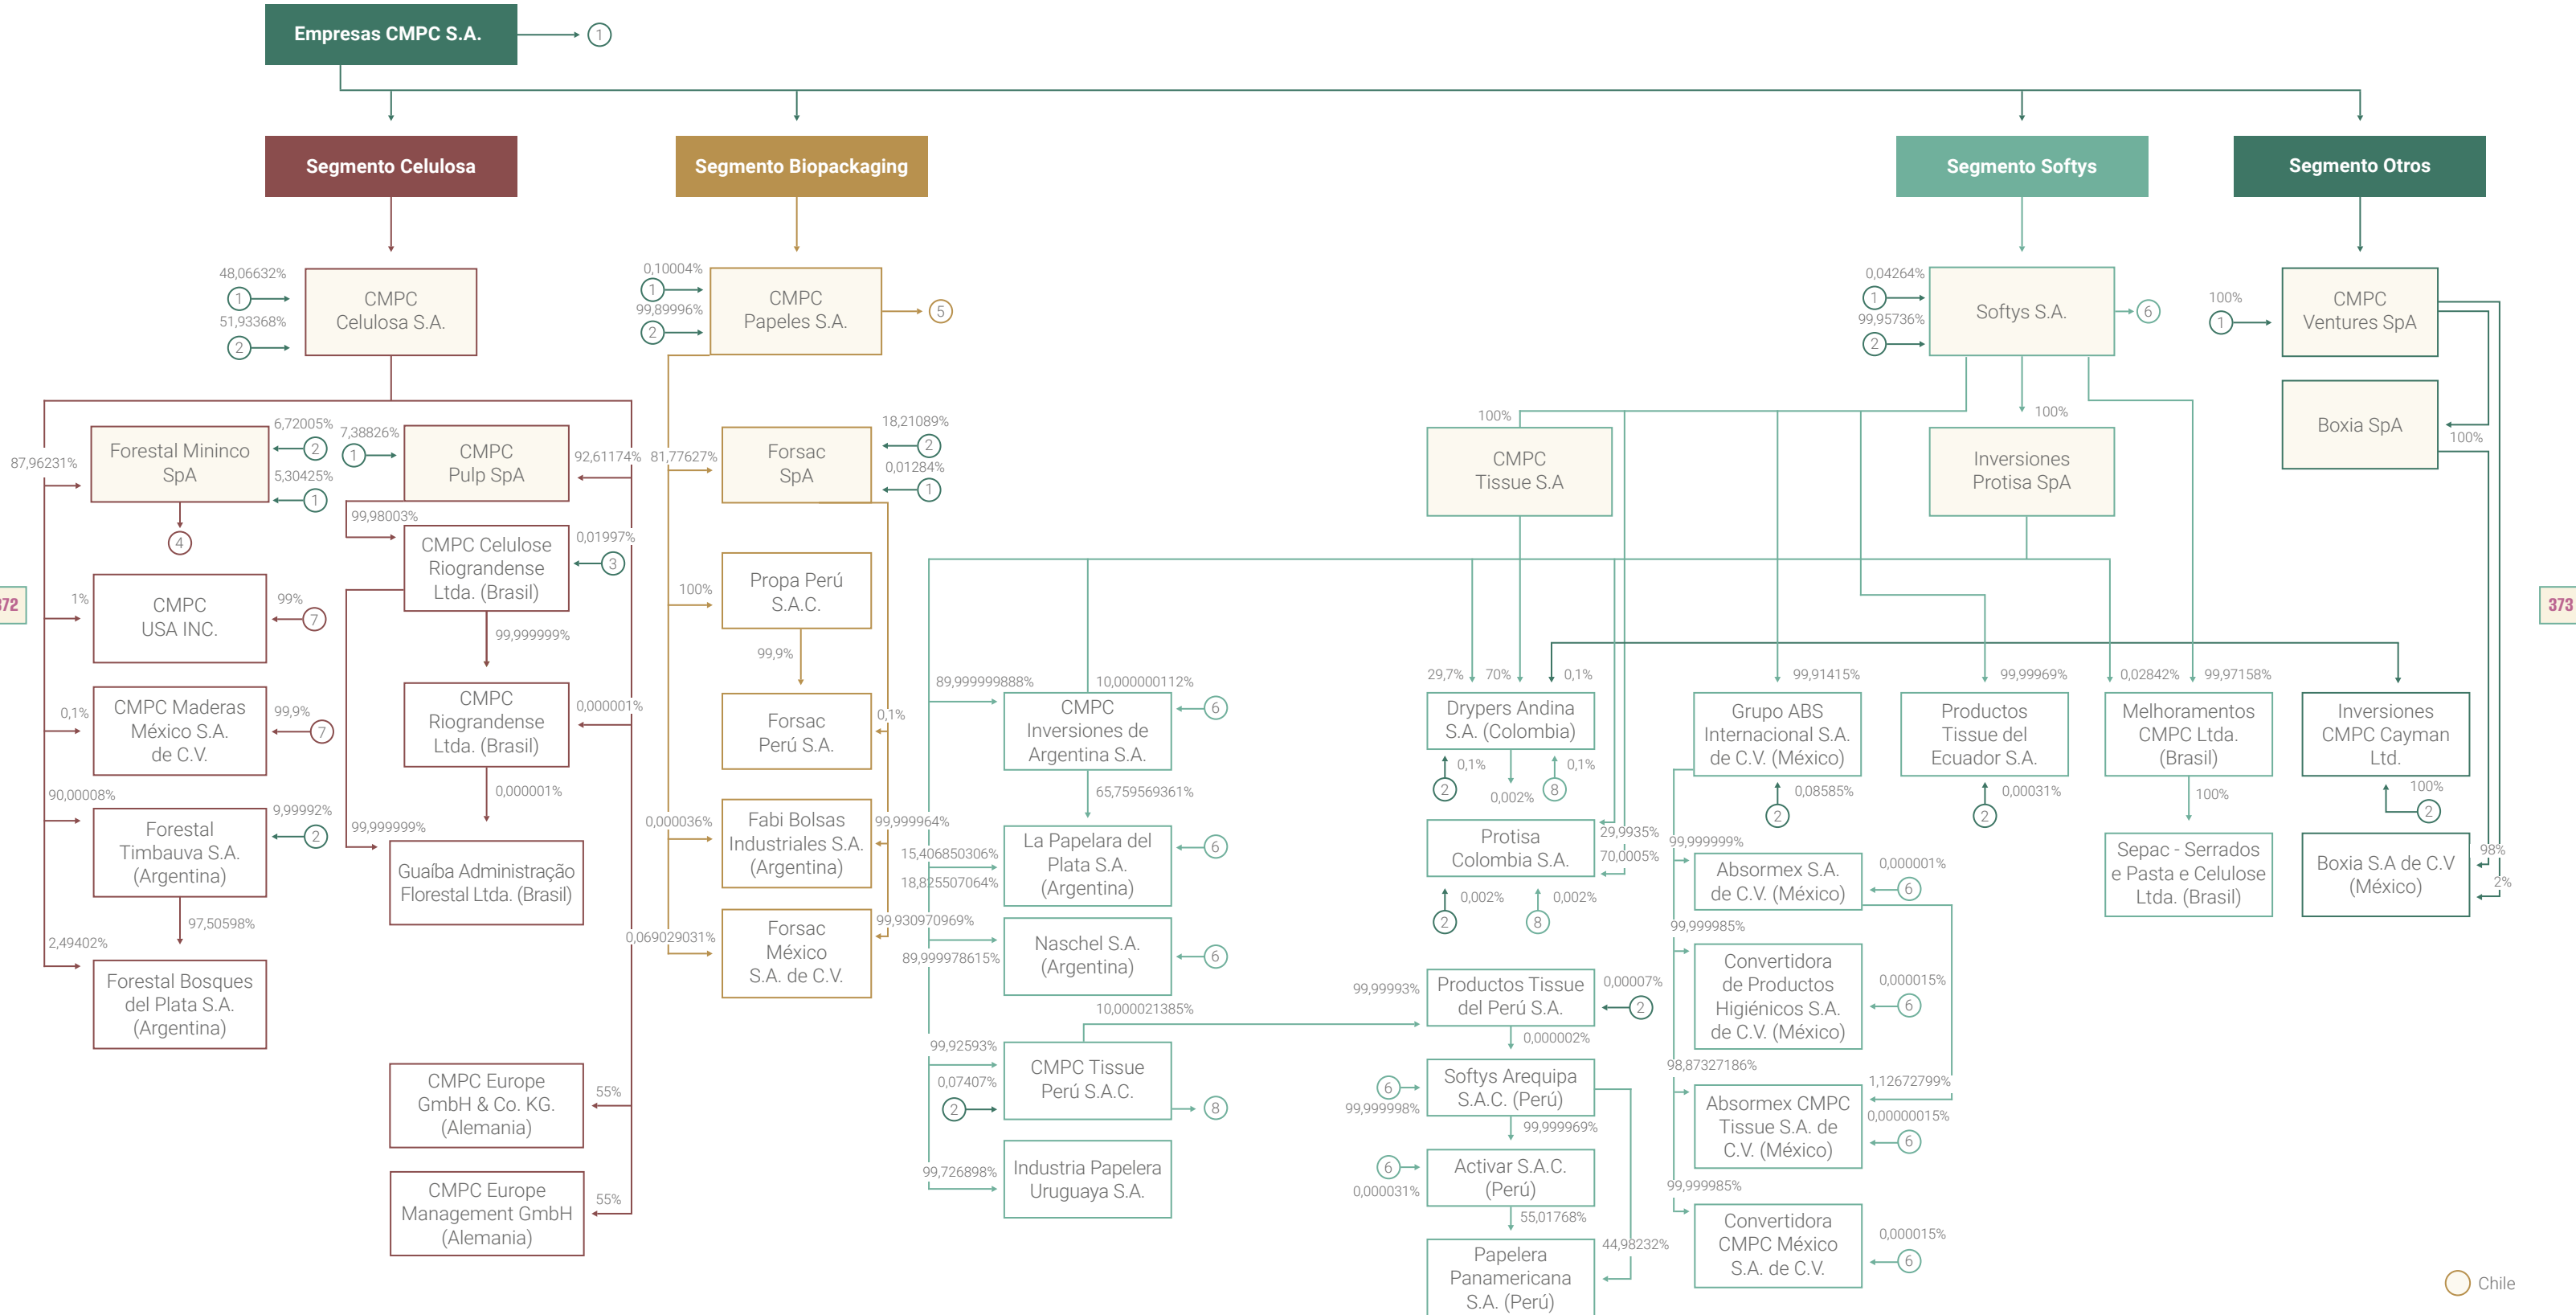 Empresas CMPC S.A.
1
Segmento Celulosa
Segmento Biopackaging
Segmento Softys
Segmento Otros
48,06632%
1
51,93368%
2
CMPC
Celulosa S.A.
0,10004%
1
99,89996%
2
CMPC
Papeles S.A.
5
0,04264%
1
99,95736%
2
Softys S.A.
6
100%
1
CMPC
Ventures SpA
Boxia SpA
100%
87,96231%
Forestal Mininco
SpA
6,72005%
2
5,30425%
1
4
7,38826%
1
CMPC
Pulp SpA
92,61174%
99,98003%
CMPC Celulose
Riograndense
Ltda. (Brasil)
0,01997%
3
1%
CMPC
USA INC.
99%
7
99,999999%
0,1%
CMPC Maderas
México S.A.
de C.V.
99,9%
7
CMPC
Riograndense
Ltda. (Brasil)
0,000001%
0,000001%
90,00008%
Forestal
Timbauva S.A.
(Argentina)
9,99992%
2
99,999999%
Guaíba Administração
Florestal Ltda. (Brasil)
97,50598%
2,49402%
Forestal Bosques
del Plata S.A.
(Argentina)
CMPC Europe
GmbH & Co. KG.
(Alemania)
55%
CMPC Europe
Management GmbH
(Alemania)
55%
81,77627%
Forsac
SpA
18,21089%
2
0,01284%
1
100%
Propa Perú
S.A.C.
99,9%
Forsac
Perú S.A.
0,1%
0,000036%
Fabi Bolsas
Industriales S.A.
(Argentina)
99,999964%
0,069029031%
Forsac
México
S.A. de C.V.
99,930970969%
100%
CMPC
Tissue S.A
100%
Inversiones
Protisa SpA
89,999999888%
10,000000112%
CMPC
Inversiones de
Argentina S.A.
6
65,759569361%
15,406850306%
18,825507064%
La Papelara del
Plata S.A.
(Argentina)
6
89,999978615%
Naschel S.A.
(Argentina)
6
10,000021385%
99,92593%
0,07407%
2
CMPC Tissue
Perú S.A.C.
8
99,726898%
Industria Papelera
Uruguaya S.A.
29,7%
70%
0,1%
Drypers Andina
S.A. (Colombia)
0,1%
2
0,002%
0,1%
8
Protisa
Colombia S.A.
29,9935%
70,0005%
0,002%
2
0,002%
8
99,99993%
Productos Tissue
del Perú S.A.
0,00007%
2
0,000002%
6
99,999998%
Softys Arequipa
S.A.C. (Perú)
99,999969%
6
0,000031%
Activar S.A.C.
(Perú)
55,01768%
44,98232%
Papelera
Panamericana
S.A. (Perú)
99,91415%
Grupo ABS
Internacional S.A.
de C.V. (México)
0,08585%
2
99,999999%
Absormex S.A.
de C.V. (México)
0,000001%
6
99,999985%
Convertidora
de Productos
Higiénicos S.A.
de C.V. (México)
0,000015%
6
98,87327186%
Absormex CMPC
Tissue S.A. de
C.V. (México)
1,12672799%
0,00000015%
6
99,999985%
Convertidora
CMPC México
S.A. de C.V.
0,000015%
6
99,99969%
Productos
Tissue del
Ecuador S.A.
0,00031%
2
0,02842%
99,97158%
Melhoramentos
CMPC Ltda.
(Brasil)
100%
Sepac - Serrados
e Pasta e Celulose
Ltda. (Brasil)
Inversiones
CMPC Cayman
Ltd.
100%
2
Boxia S.A de C.V
(México)
98%
2%
372
373
Chile